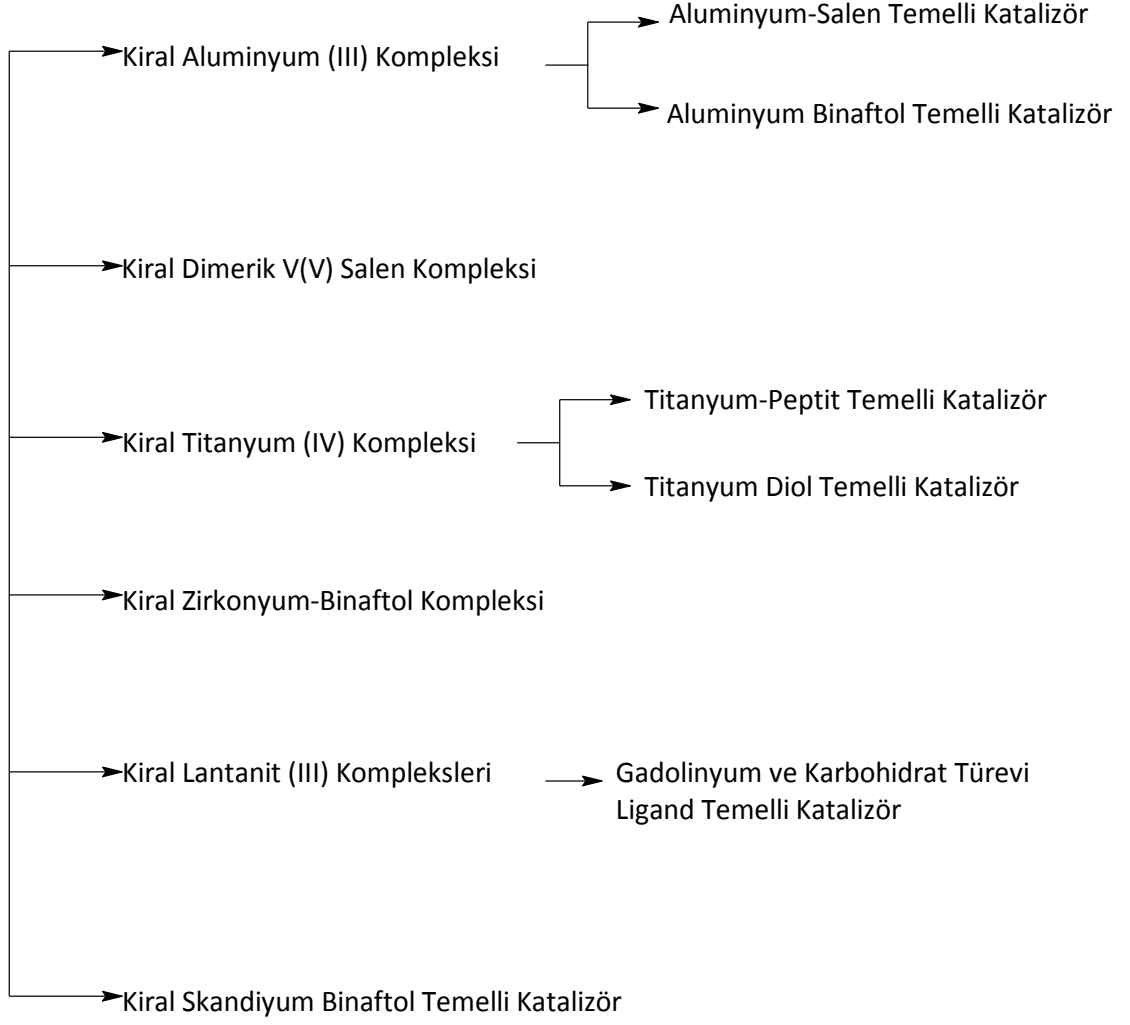 Aluminyum-Salen Temelli Katalizör
Kiral Aluminyum (III) Kompleksi
Aluminyum Binaftol Temelli Katalizör
Kiral Dimerik V(V) Salen Kompleksi
Titanyum-Peptit Temelli Katalizör
Kiral Titanyum (IV) Kompleksi
Titanyum Diol Temelli Katalizör
Kiral Zirkonyum-Binaftol Kompleksi
Kiral Lantanit (III) Kompleksleri
Gadolinyum ve Karbohidrat Türevi
Ligand Temelli Katalizör
Kiral Skandiyum Binaftol Temelli Katalizör